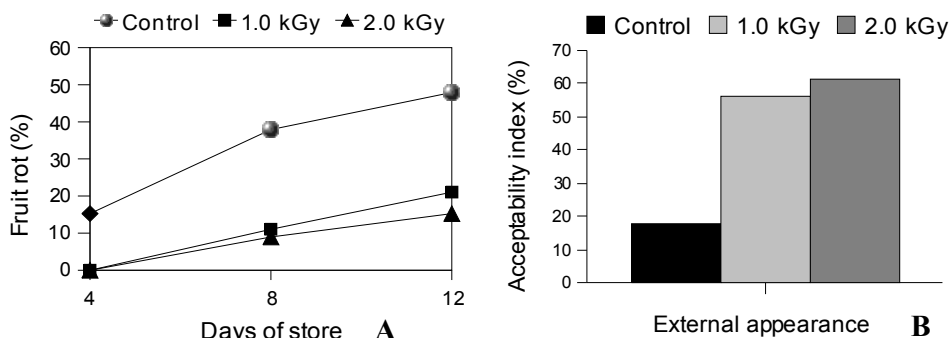 Control 1.0 kGy 2.0 kGy
60
50
40
30
20
10
0
Fruit rot (%)
4 8 12
Days of store A
Control 1.0 kGy 2.0 kGy
70
60
50
40
30
20
10
0
Acceptability index (%)
External appearance B